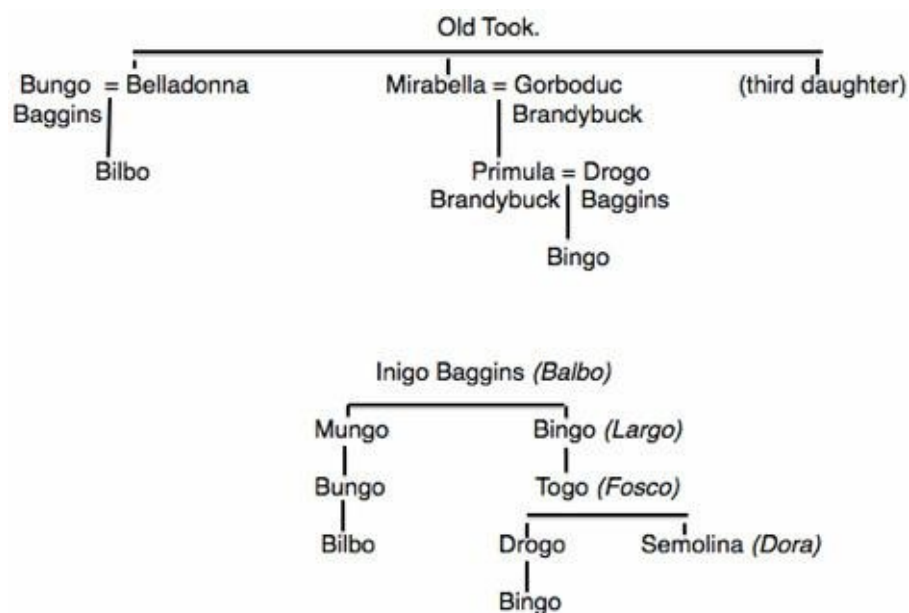 Old Took.
Bungo = Belladonna Mirabella = Gorboduc (third daughter)
Baggins Brandybuck
Bilbo Primula = Drogo
Brandybuck Baggins
Bingo
Inigo Baggins (Balbo)
Mungo Bingo (Largo)
Bungo Togo (Fosco)
Bilbo Drogo Semolina (Dora)
Bingo